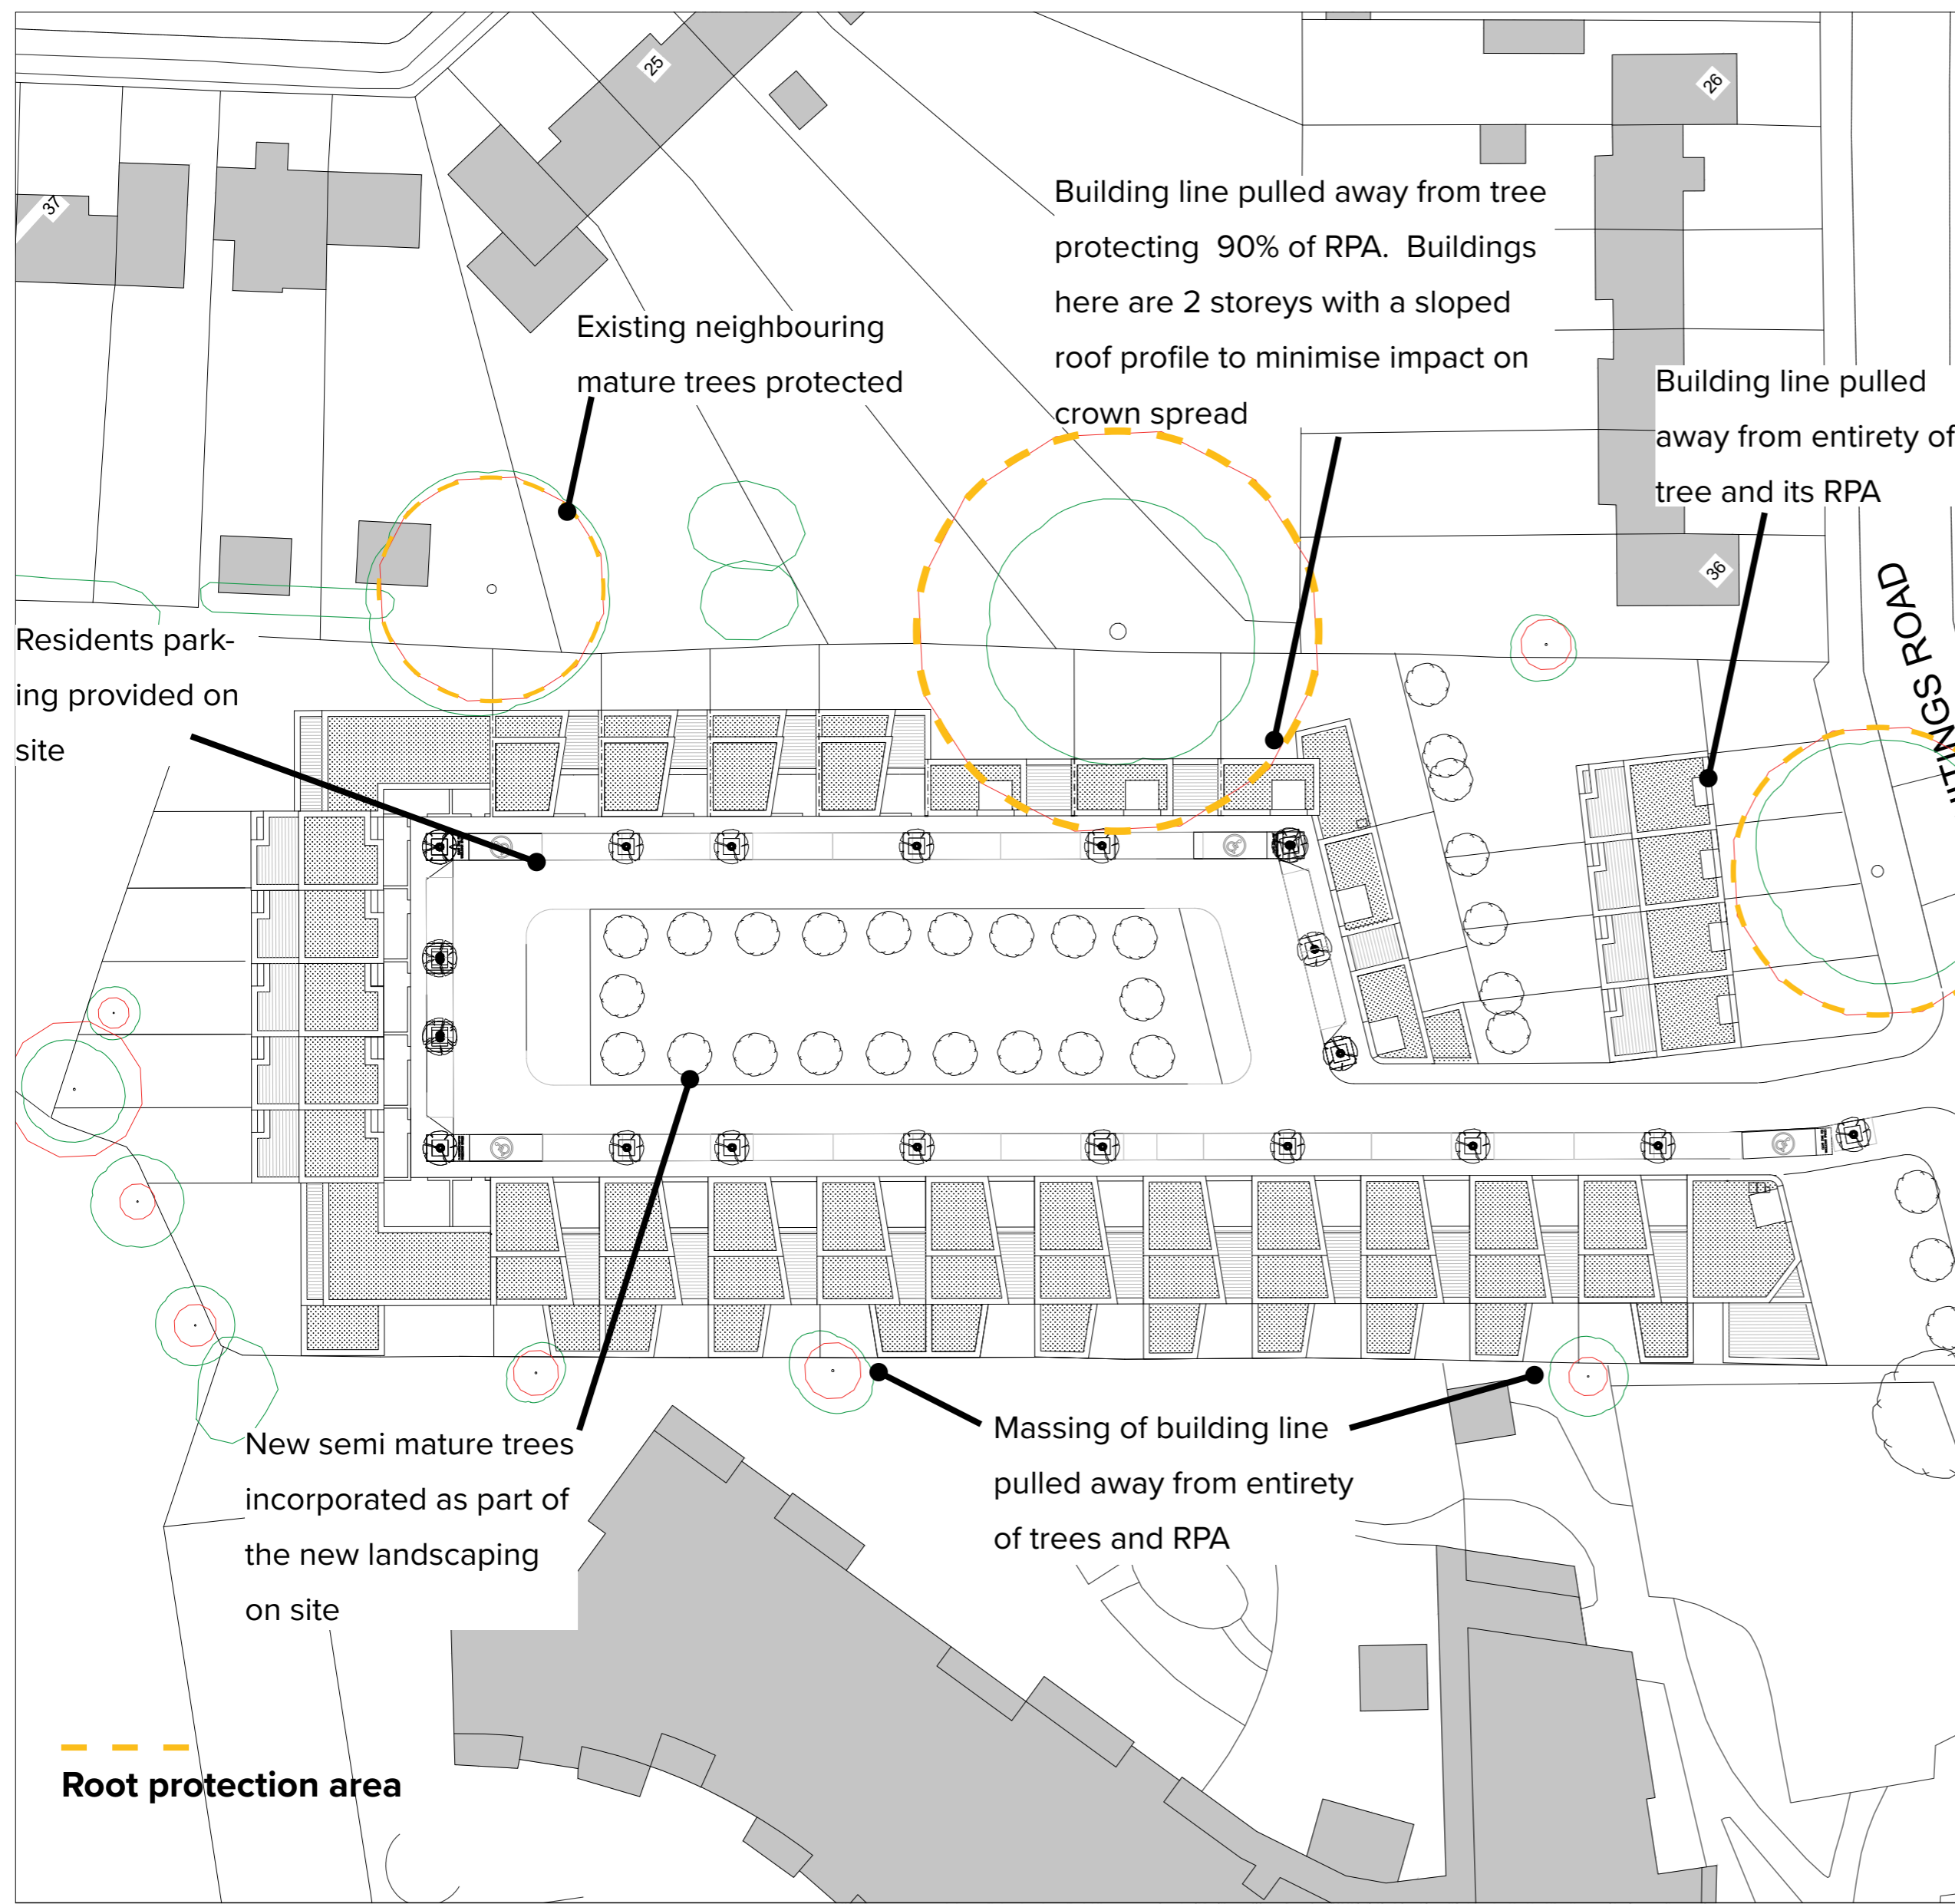 25
26
37
Building line pulled away from tree
protecting 90% of RPA. Buildings
here are 2 storeys with a sloped
roof profile to minimise impact on
crown spread
Existing neighbouring
mature trees protected
Building line pulled
away from entirety of
tree and its RPA
36
ROAD
Residents park-
ing provided on
site
New semi mature trees
incorporated as part of
the new landscaping
on site
Massing of building line
pulled away from entirety
of trees and RPA
Root protection area